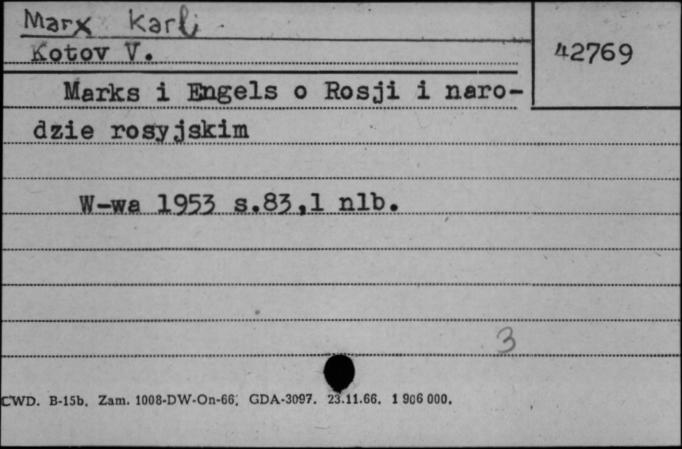 Marx Karl
Kotov V.
42769
Marks i Engels o Rosji i naro-
dzie rosyjskim
W-wa 1953 s.83,1 nlb.
3
CWD. B-15b. Zam. 1008-DW-On-66. GDA-3097. 23.11.66. 1 906 000.